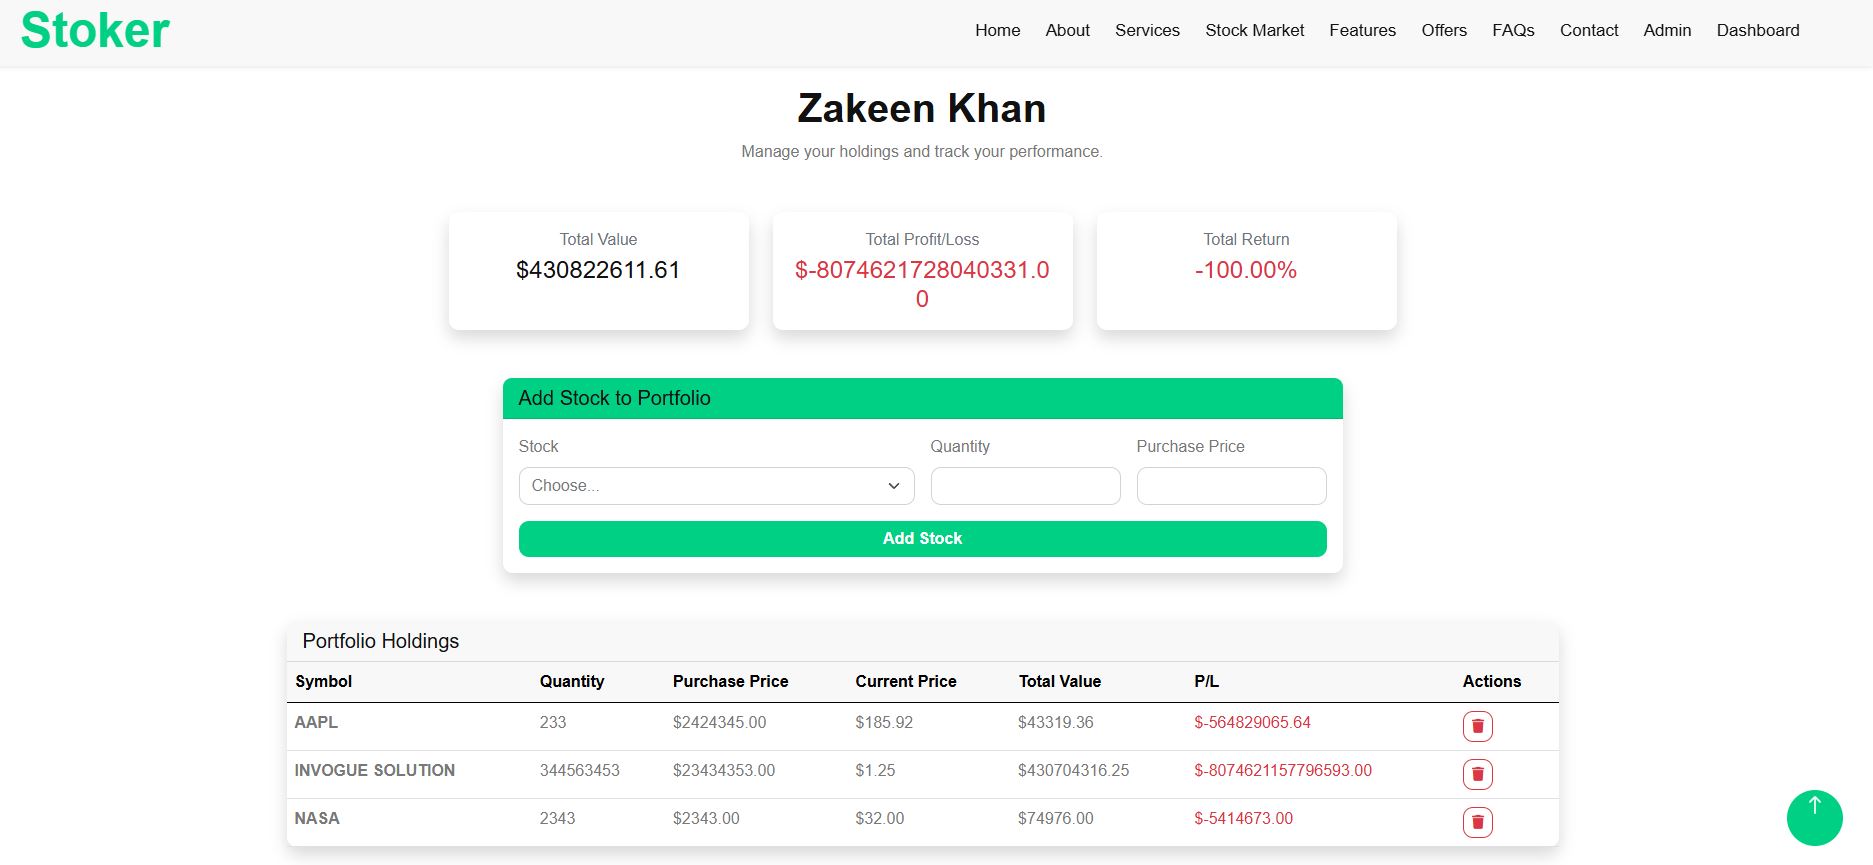 Stoker
Home About Services Stock Market Features Offers FAQs Contact Admin Dashboard
Zakeen Khan
Manage your holdings and track your performance.
Total Value
$430822611.61
Total Profit/Loss
$-8074621728040331.0
0
Total Return
-100.00%
Add Stock to Portfolio
Stock Quantity Purchase Price
Choose...
Add Stock
Portfolio Holdings
Symbol Quantity Purchase Price Current Price Total Value P/L Actions
AAPL 233 $2424345.00 $185.92 $43319.36 $-564829065.64
INVOGUE SOLUTION 344563453 $23434353.00 $1.25 $430704316.25 $-8074621157796593.00
NASA 2343 $2343.00 $32.00 $74976.00 $-5414673.00